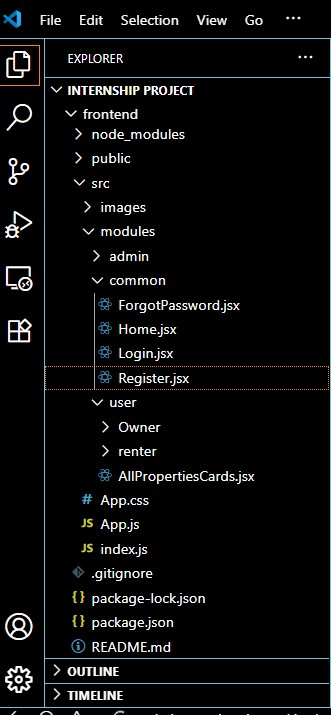 File Edit Selection View Go ...
EXPLORER ...
INTERNSHIP PROJECT
frontend
node_modules
public
src
images
modules
admin
common
ForgotPassword.jsx
Home.jsx
Login.jsx
Register.jsx
user
Owner
renter
AllPropertiesCards.jsx
# App.css
JS App.js
JS index.js
.gitignore
{} package-lock.json
{} package.json
README.md
OUTLINE
TIMELINE